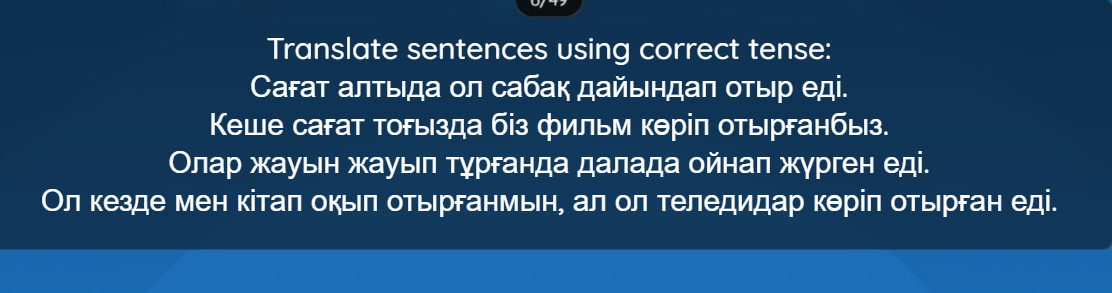 6/49
Translate sentences using correct tense:
Сағат алтыда ол сабақ дайындап отыр еді.
Кеше сағат тоғызда біз фильм көріп отырғанбыз.
Олар жауын жауып тұрғанда далада ойнап жүрген еді.
Ол кезде мен кітап оқып отырғанмын, ал ол теледидар көріп отырған еді.